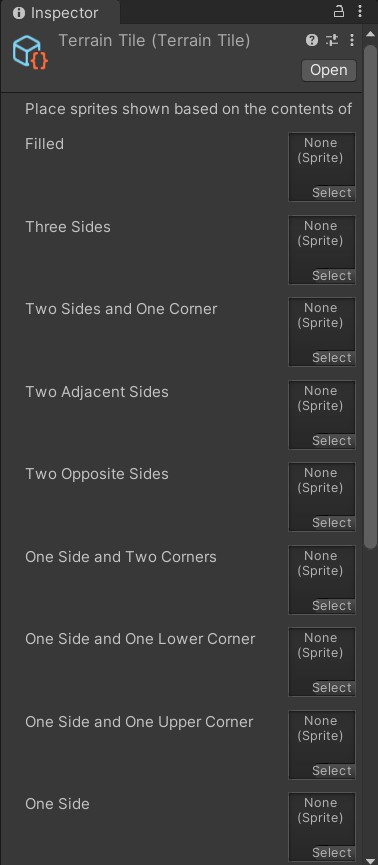 Inspector
Terrain Tile (Terrain Tile)
Open
Place sprites shown based on the contents of
Filled
None
(Sprite)
Select
Three Sides
None
(Sprite)
Select
Two Sides and One Corner
None
(Sprite)
Select
Two Adjacent Sides
None
(Sprite)
Select
Two Opposite Sides
None
(Sprite)
Select
One Side and Two Corners
None
(Sprite)
Select
One Side and One Lower Corner
None
(Sprite)
Select
One Side and One Upper Corner
None
(Sprite)
Select
One Side
None
(Sprite)
Select